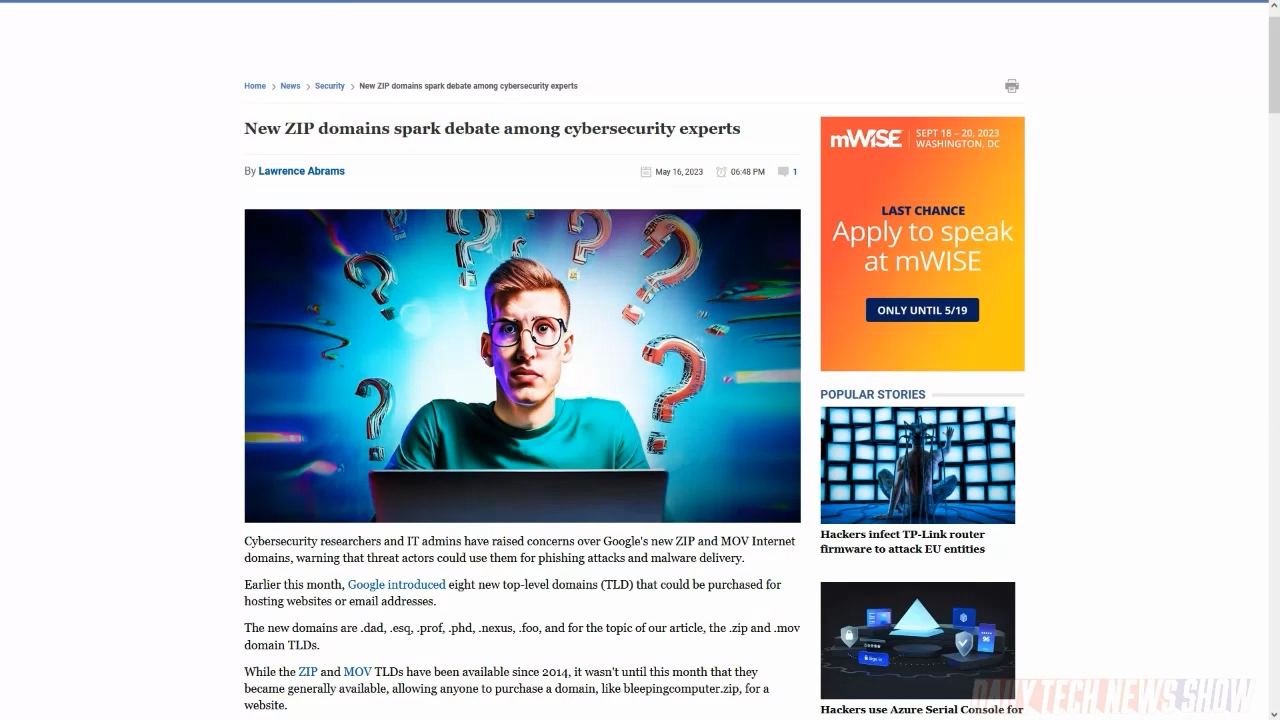 Home > News > Security > New ZIP domains spark debate among cybersecurity experts
New ZIP domains spark debate among cybersecurity experts
By Lawrence Abrams
May 16, 2023 06:48 PM 1
Cybersecurity researchers and IT admins have raised concerns over Google's new ZIP and MOV Internet
domains, warning that threat actors could use them for phishing attacks and malware delivery.
Earlier this month, Google introduced eight new top-level domains (TLD) that could be purchased for
hosting websites or email addresses.
The new domains are .dad, .esq, .prof, .phd, .nexus, .foo, and for the topic of our article, the .zip and .mov
domain TLDs.
While the ZIP and MOV TLDs have been available since 2014, it wasn't until this month that they
became generally available, allowing anyone to purchase a domain, like bleepingcomputer.zip, for a
website.
mWISE
SEPT 18 – 20, 2023
WASHINGTON, DC
LAST CHANCE
Apply to speak
at mWISE
ONLY UNTIL 5/19
POPULAR STORIES
Hackers infect TP-Link router
firmware to attack EU entities
Sign in
96
Hackers use Azure Serial Console for
DAILY TECH NEWS SHOW